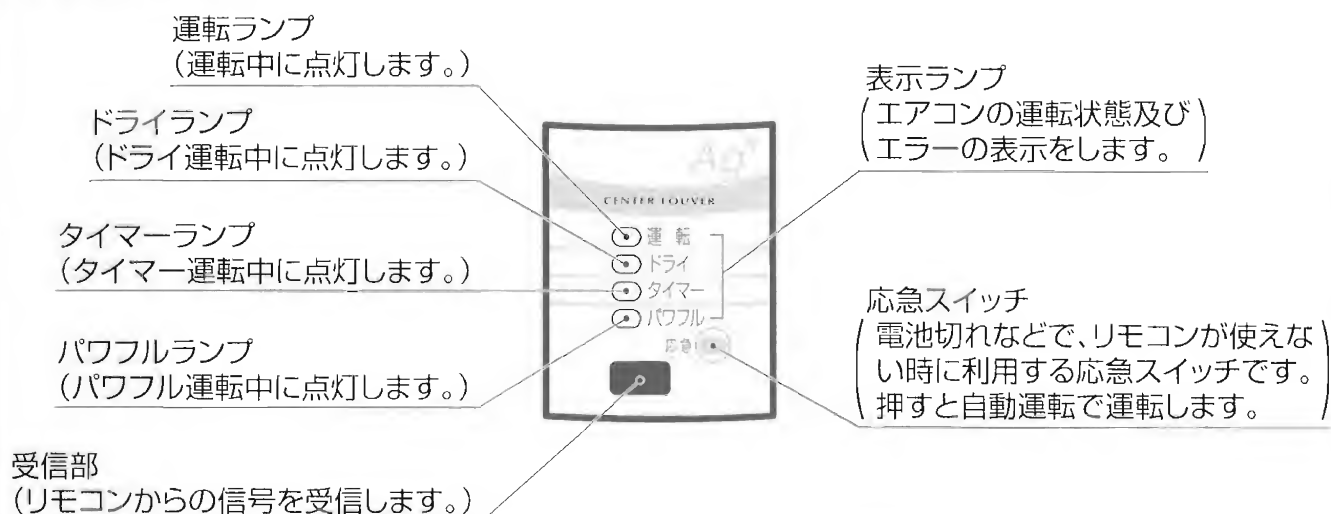 運転ランプ
（運転中に点灯します。）
ドライランプ
（ドライ運転中に点灯します。）
タイマーランプ
（タイマー運転中に点灯します。）
パワフルランプ
（パワフル運転中に点灯します。）
受信部
（リモコンからの信号を受信します。）
Ag⁺
CENTER LOUVER
運 転
ドライ
タイマー
パワフル
応急
表示ランプ
（エアコンの運転状態及び
エラーの表示をします。）
応急スイッチ
（電池切れなどで、リモコンが使えな
い時に利用する応急スイッチです。
押すと自動運転で運転します。）